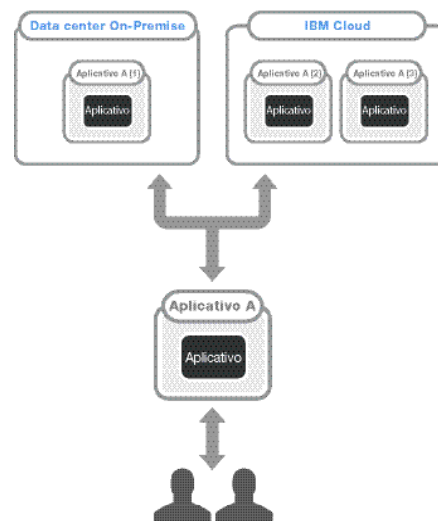 Data center On-Premise
IBM Cloud
Aplicativo A [1]
Aplicativo A [2]
Aplicativo A [3]
Aplicativo
Aplicativo
Aplicativo
Aplicativo A
Aplicativo